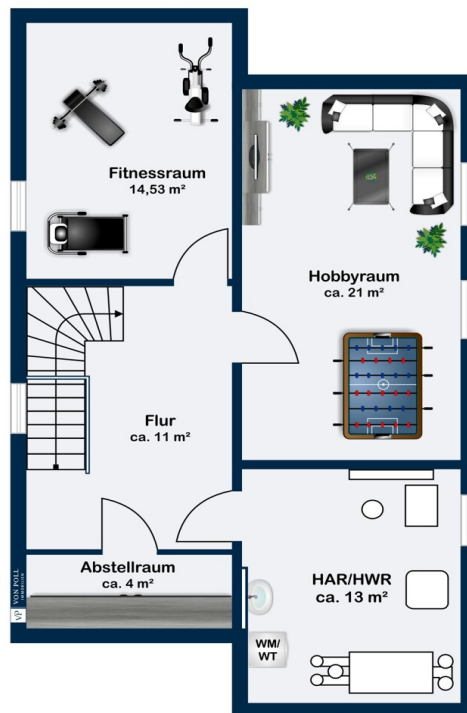 Fitnessraum
14,53 m²
Hobbyraum
ca. 21 m²
Flur
ca. 11 m²
Abstellraum
ca. 4 m²
HAR/HWR
ca. 13 m²
WM/
WT
VP
VON POLL
IMMOBILIEN